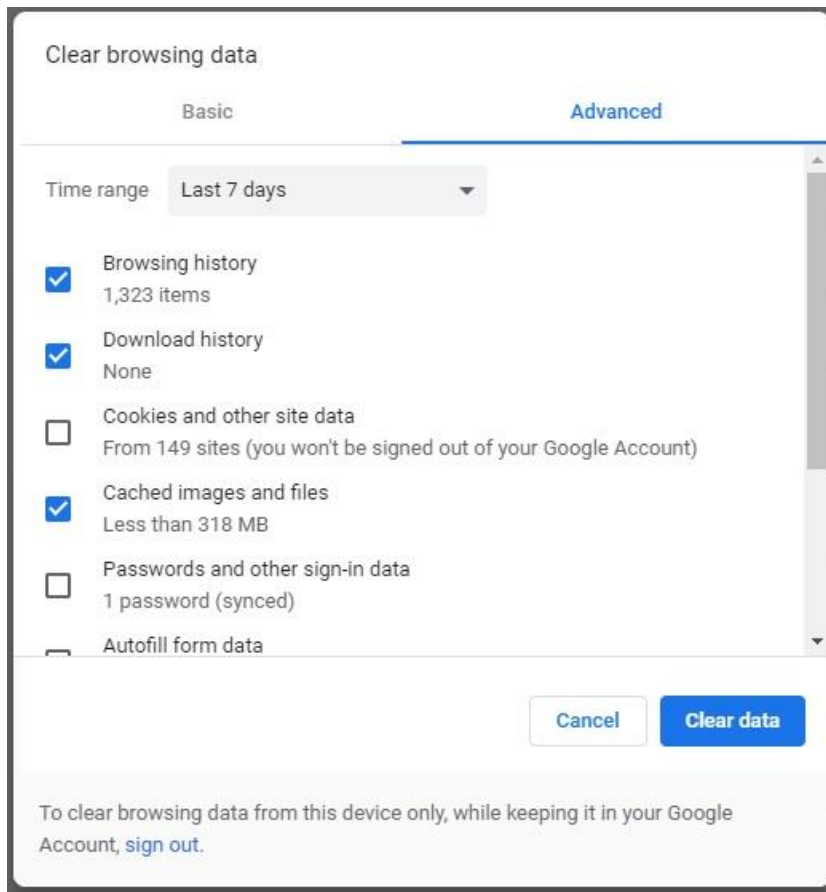 Clear browsing data
Basic
Advanced
Time range
Last 7 days
Browsing history
1,323 items
Download history
None
Cookies and other site data
From 149 sites (you won't be signed out of your Google Account)
Cached images and files
Less than 318 MB
Passwords and other sign-in data
1 password (synced)
Autofill form data
Cancel
Clear data
To clear browsing data from this device only, while keeping it in your Google
Account, sign out.